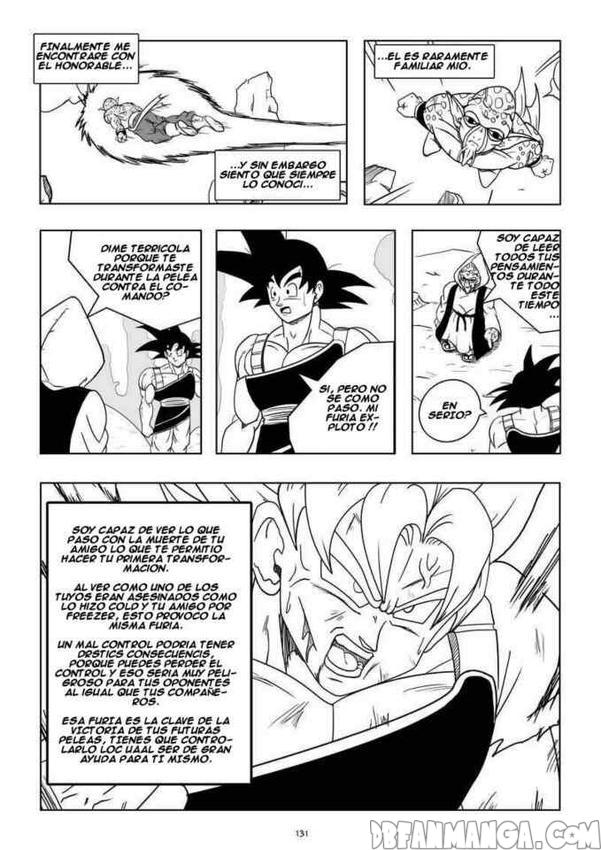 FINALMENTE ME
ENCONTRARE CON
EL HONORABLE...
...Y SIN EMBARGO
SIENTO QUE SIEMPRE
LO CONOCI...
...EL ES RARAMENTE
FAMILIAR MIO.
DIME TERRICOLA
PORQUE TE
TRANSFORMASTE
DURANTE LA PELEA
CONTRA EL CO-
MANDO?
SI, PERO NO
SE COMO
PASO. MI
FURIA EX-
PLOTO !!
SOY CAPAZ
DE LEER
TODOS TUS
PENSAMIEN-
TOS DURAN-
TE TODO
ESTE
TIEMPO
...
EN
SERIO?
SOY CAPAZ DE VER LO QUE
PASO CON LA MUERTE DE TU
AMIGO LO QUE TE PERMITIO
HACER TU PRIMERA TRANSFOR-
MACION.
AL VER COMO UNO DE LOS
TUYOS ERAN ASESINADOS COMO
LO HIZO COLD Y TU AMIGO POR
FREEZER, ESTO PROVOCO LA
MISMA FURIA.
UN MAL CONTROL PODRIA TENER
DRSTICS CONSECUENCIS,
PORQUE PUEDES PERDER EL
CONTROL Y ESO SERIA MUY PELI-
GROSO PARA TUS OPONENTES
AL IGUAL QUE TUS COMPAÑE-
ROS.
ESA FURIA ES LA CLAVE DE LA
VICTORIA DE TUS FUTURAS
PELEAS, TIENES QUE CONTRO-
LARLO LOC UAAL SER DE GRAN
AYUDA PARA TI MISMO.
131
DBFANMANGA.COM